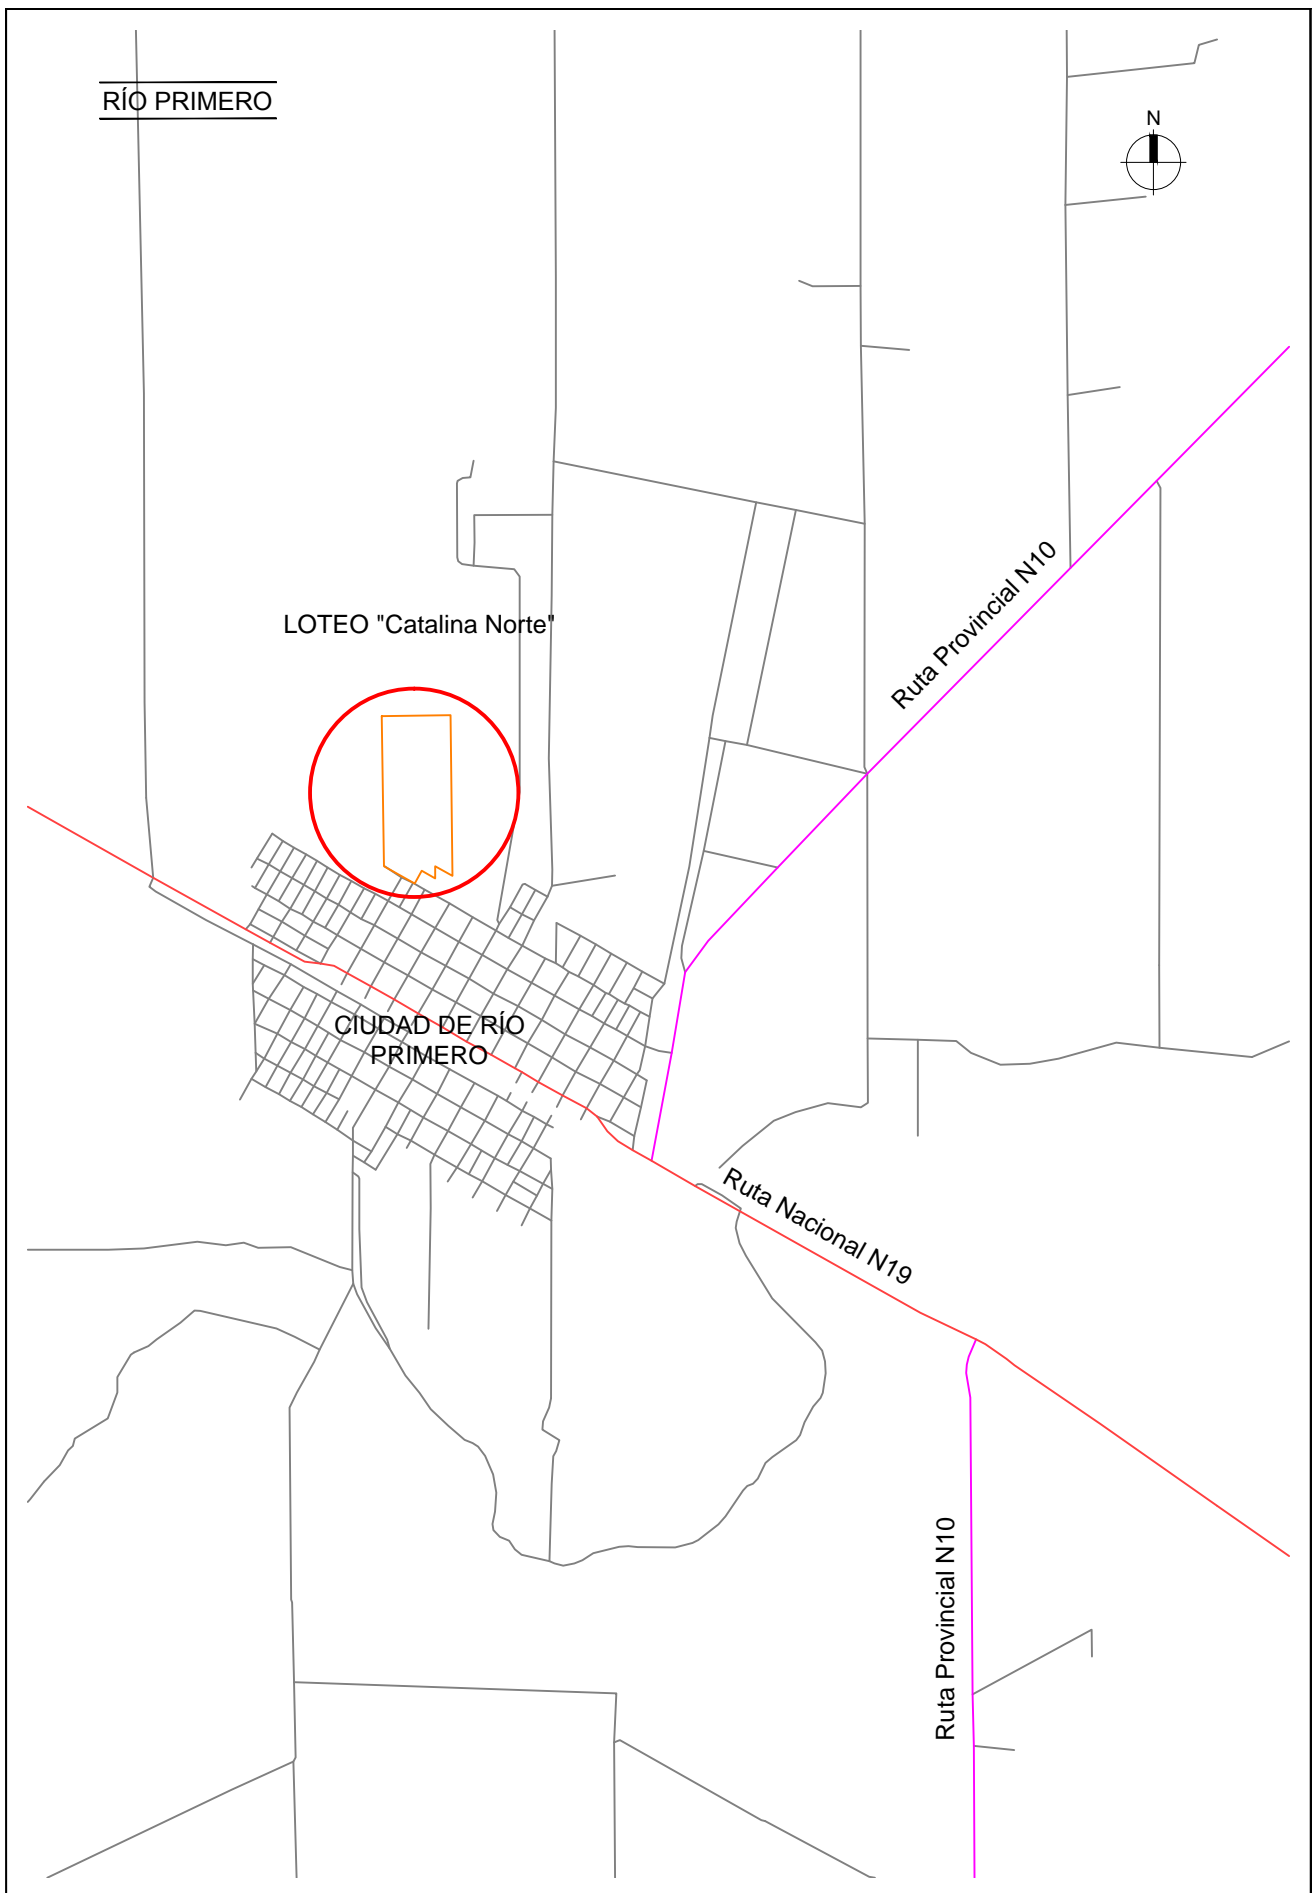 RÍO PRIMERO
N
Ruta Provincial N10
LOTEO "Catalina Norte"
CIUDAD DE RÍO
PRIMERO
Ruta Nacional N19
Ruta Provincial N10